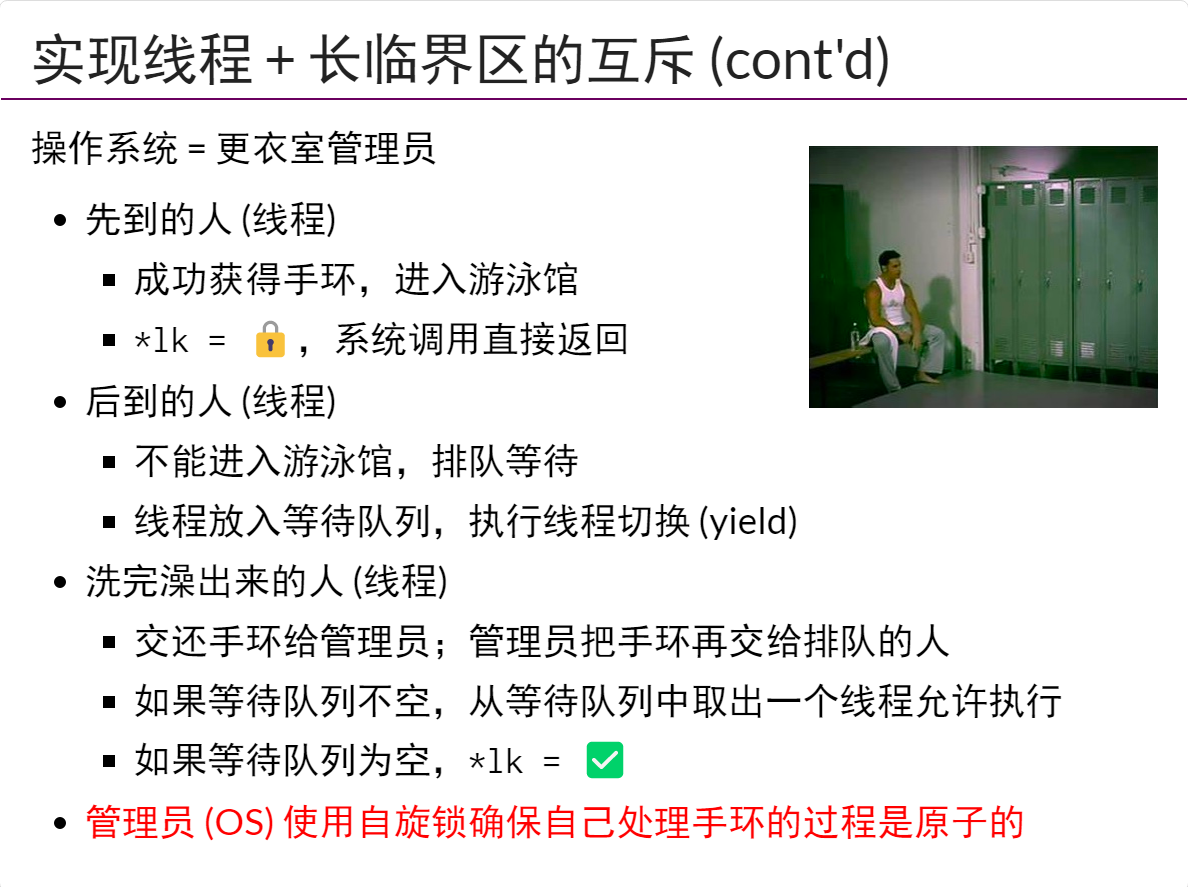 实现线程 + 长临界区的互斥 (cont'd)
操作系统 = 更衣室管理员
• 先到的人 (线程)
▪ 成功获得手环，进入游泳馆
▪ *lk = 🔒，系统调用直接返回
• 后到的人 (线程)
▪ 不能进入游泳馆，排队等待
▪ 线程放入等待队列，执行线程切换 (yield)
• 洗完澡出来的人 (线程)
▪ 交还手环给管理员；管理员把手环再交给排队的人
▪ 如果等待队列不空，从等待队列中取出一个线程允许执行
▪ 如果等待队列为空，*lk = ✅
• 管理员 (OS) 使用自旋锁确保自己处理手环的过程是原子的